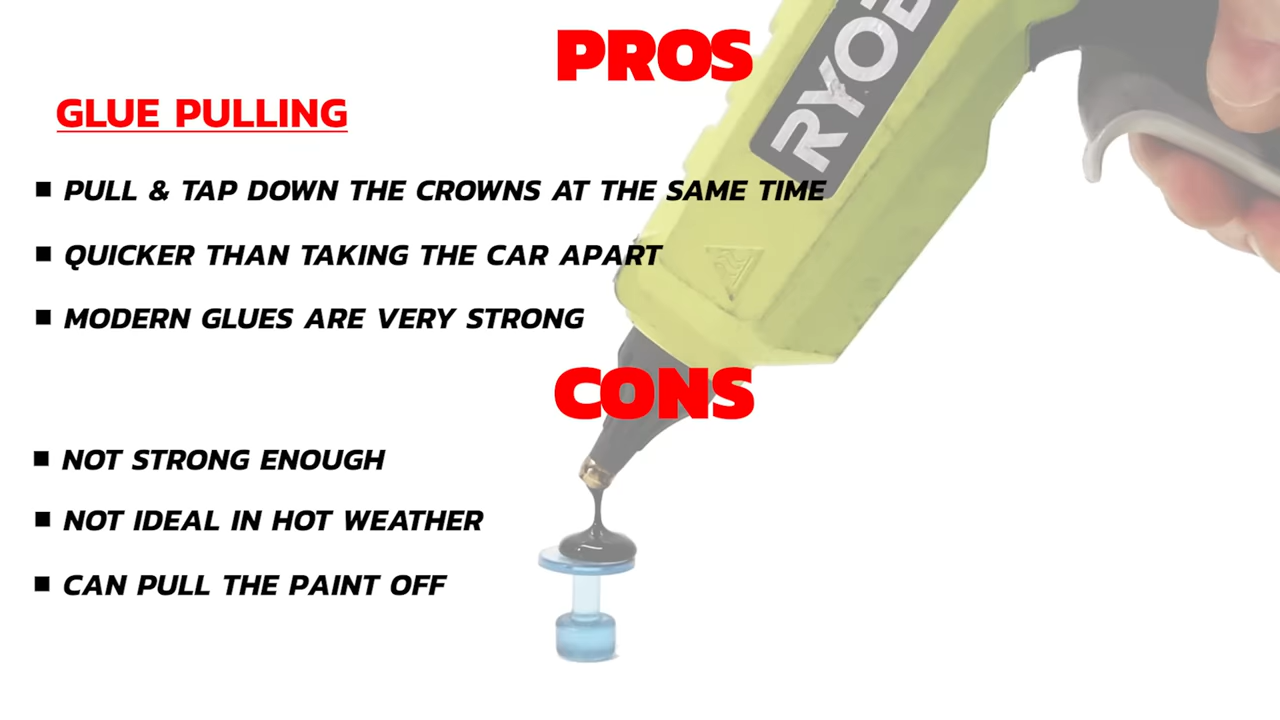 PROS
RYOB
GLUE PULLING
PULL & TAP DOWN THE CROWNS AT THE SAME TIME
QUICKER THAN TAKING THE CAR APART
MODERN GLUES ARE VERY STRONG
CONS
NOT STRONG ENOUGH
NOT IDEAL IN HOT WEATHER
CAN PULL THE PAINT OFF